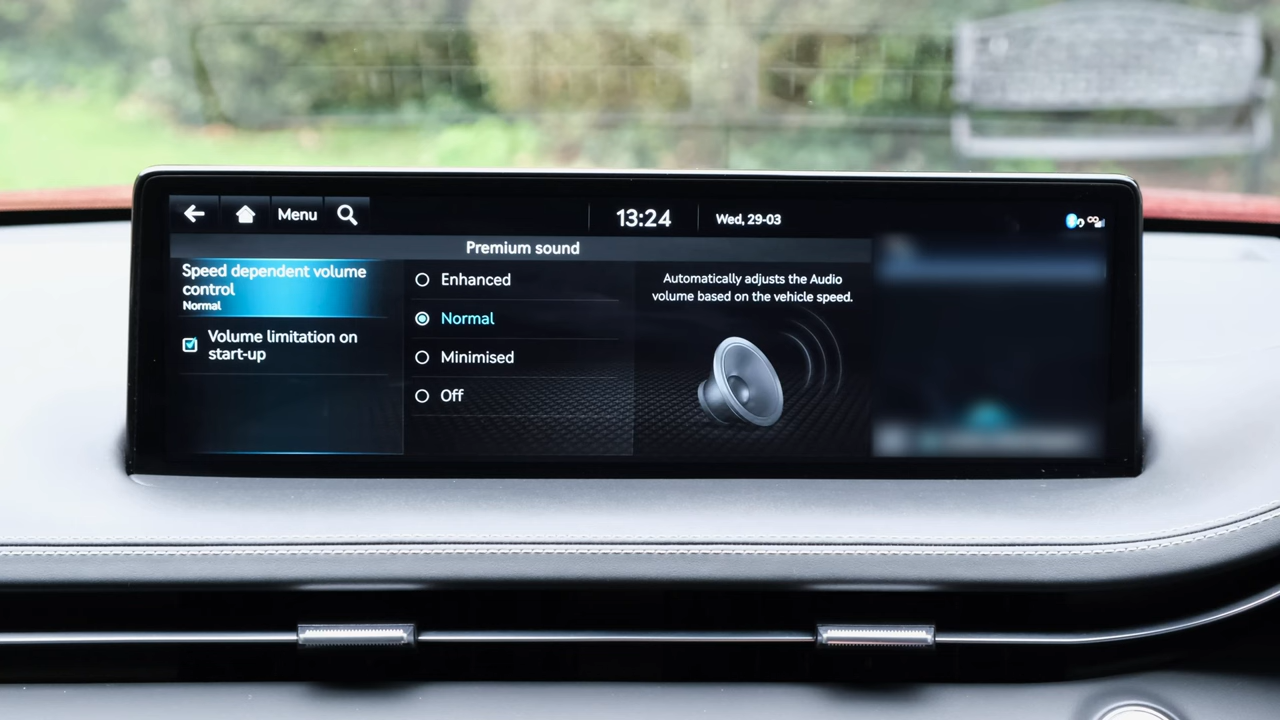 Menu
13:24
Wed, 29-03
Premium sound
Speed dependent volume
control
Normal
Volume limitation on
start-up
Enhanced
Normal
Minimised
Off
Automatically adjusts the Audio
volume based on the vehicle speed.